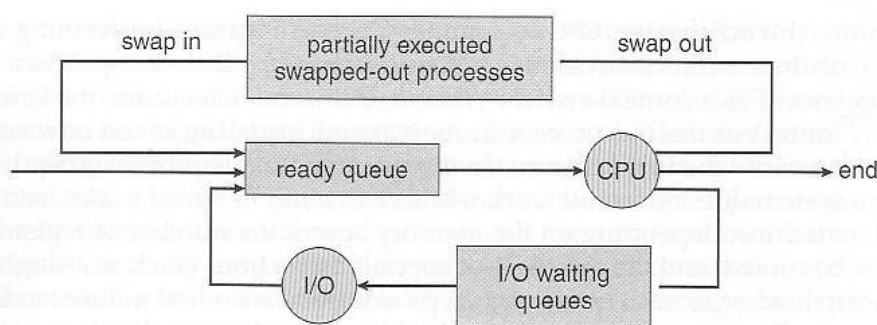 swap in
partially executed
swapped-out processes
swap out
ready queue
CPU
end
I/O
I/O waiting
queues